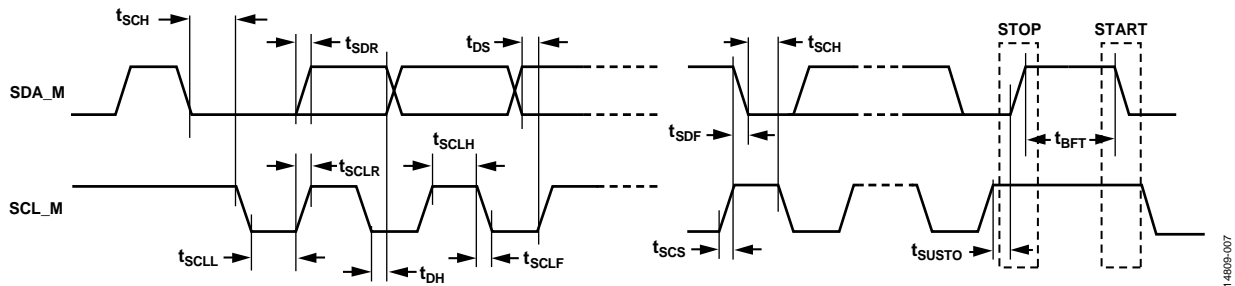 tSCH
tSDR
tDS
tSCH
STOP
START
SDA_M
tSDF
tBFT
tSCLH
tSCLR
SCL_M
tSCLL
tDH
tSCLF
tSCS
tSUSTO
14809-007